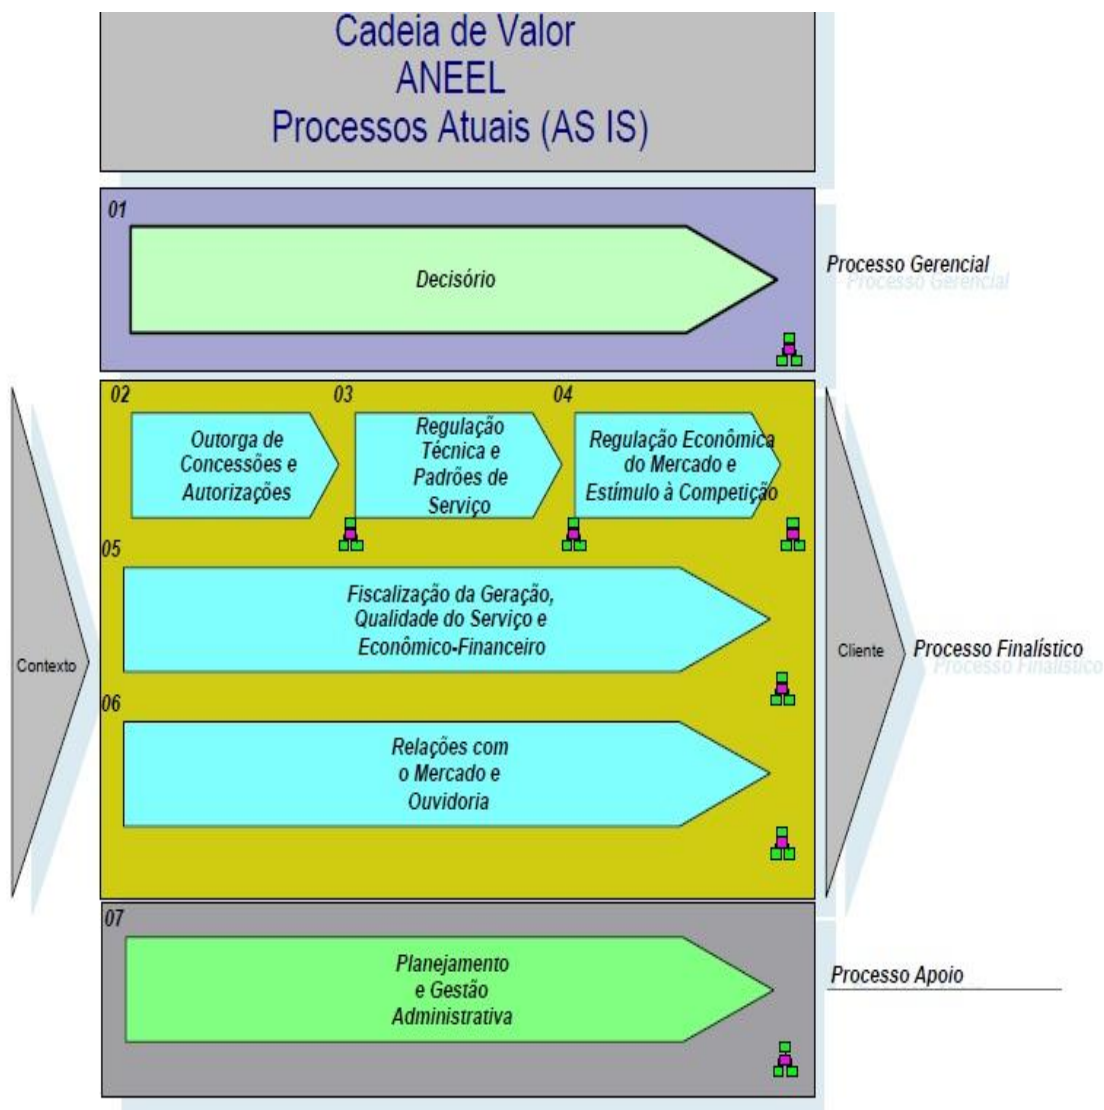 Cadeia de Valor
ANEEL
Processos Atuais (AS IS)
01
Decisório
Processo Gerencial
02
03
04
Outorga de
Concessões e
Autorizações
Regulação
Técnica e
Padrões de
Serviço
Regulação Econômica
do Mercado e
Estímulo à Competição
05
Fiscalização da Geração,
Qualidade do Serviço e
Econômico-Financeiro
Contexto
Cliente
Processo Finalístico
06
Relações com
o Mercado e
Ouvidoria
07
Planejamento
e Gestão
Administrativa
Processo Apoio